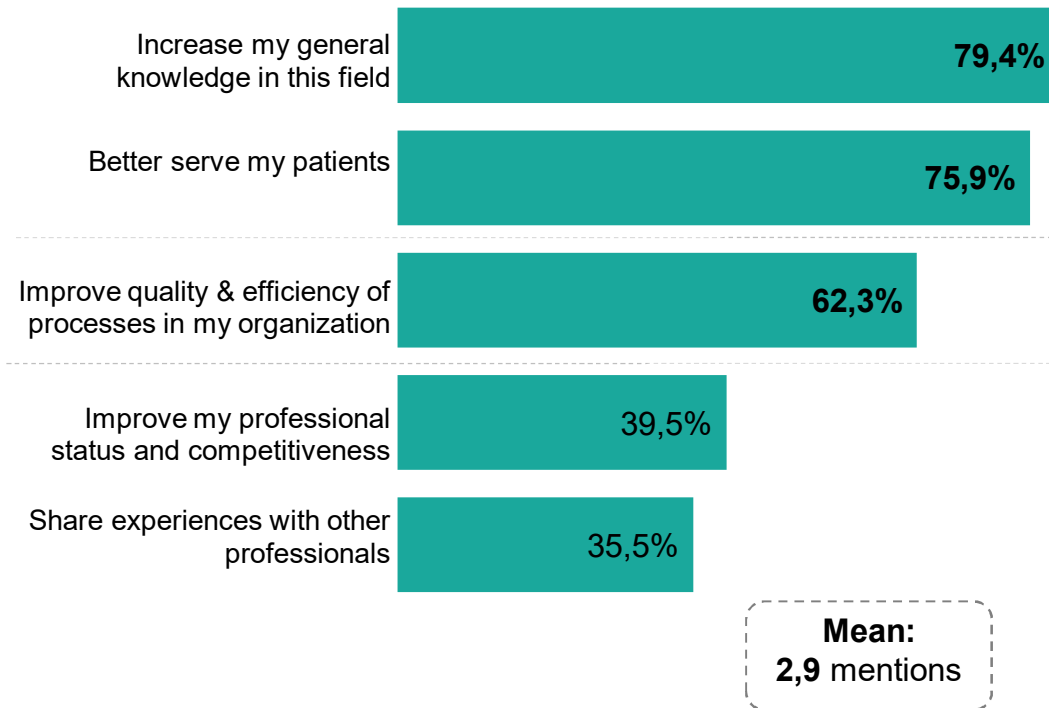 Increase my general
knowledge in this field
79,4%
Better serve my patients
75,9%
Improve quality & efficiency of
processes in my organization
62,3%
Improve my professional
status and competitiveness
39,5%
Share experiences with other
professionals
35,5%
Mean:
2,9 mentions